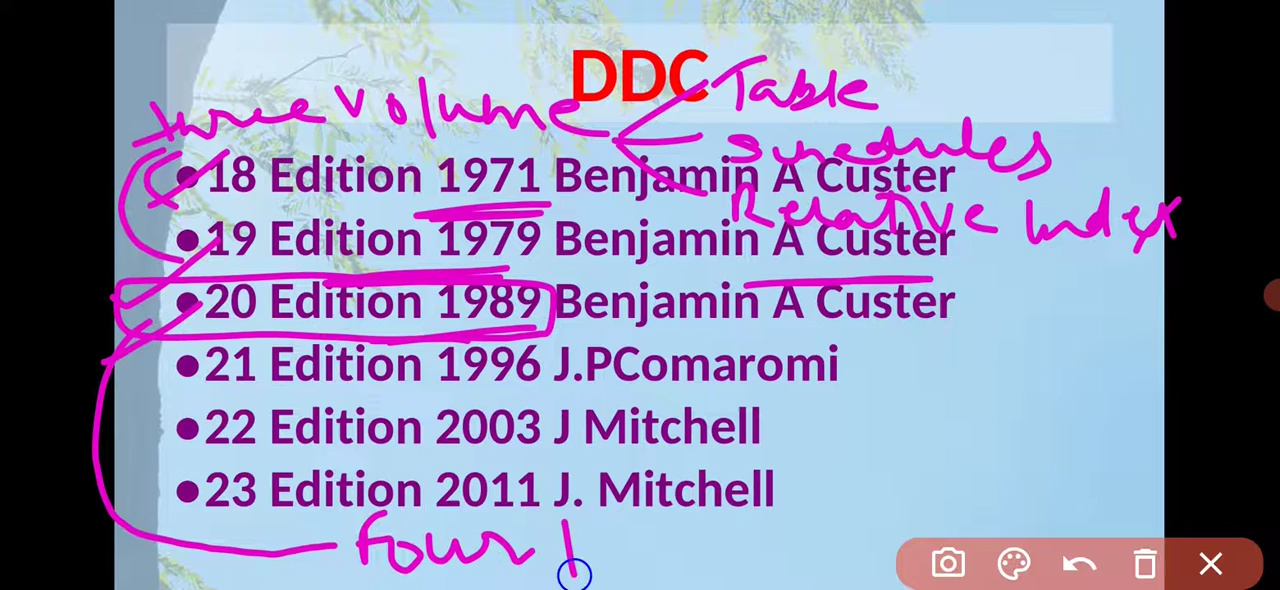 DDC
Three Volume
Table
Schedules
Relative Index
•18 Edition 1971 Benjamin A Custer
•19 Edition 1979 Benjamin A Custer
•20 Edition 1989 Benjamin A Custer
•21 Edition 1996 J.PComaromi
•22 Edition 2003 J Mitchell
•23 Edition 2011 J. Mitchell
four